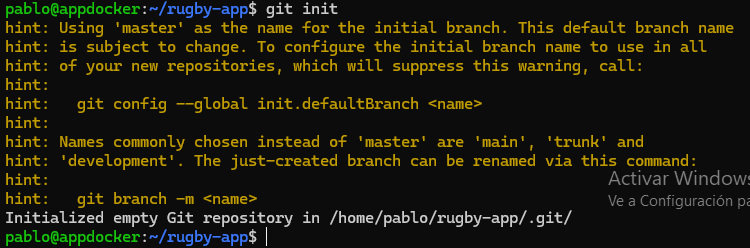 pablo@appdocker:~/rugby-app$ git init
hint: Using 'master' as the name for the initial branch. This default branch name
hint: is subject to change. To configure the initial branch name to use in all
hint: of your new repositories, which will suppress this warning, call:
hint:
hint:   git config --global init.defaultBranch <name>
hint:
hint: Names commonly chosen instead of 'master' are 'main', 'trunk' and
hint: 'development'. The just-created branch can be renamed via this command:
hint:
hint:   git branch -m <name>
Initialized empty Git repository in /home/pablo/rugby-app/.git/
pablo@appdocker:~/rugby-app$
Activar Windows
Ve a Configuración pa